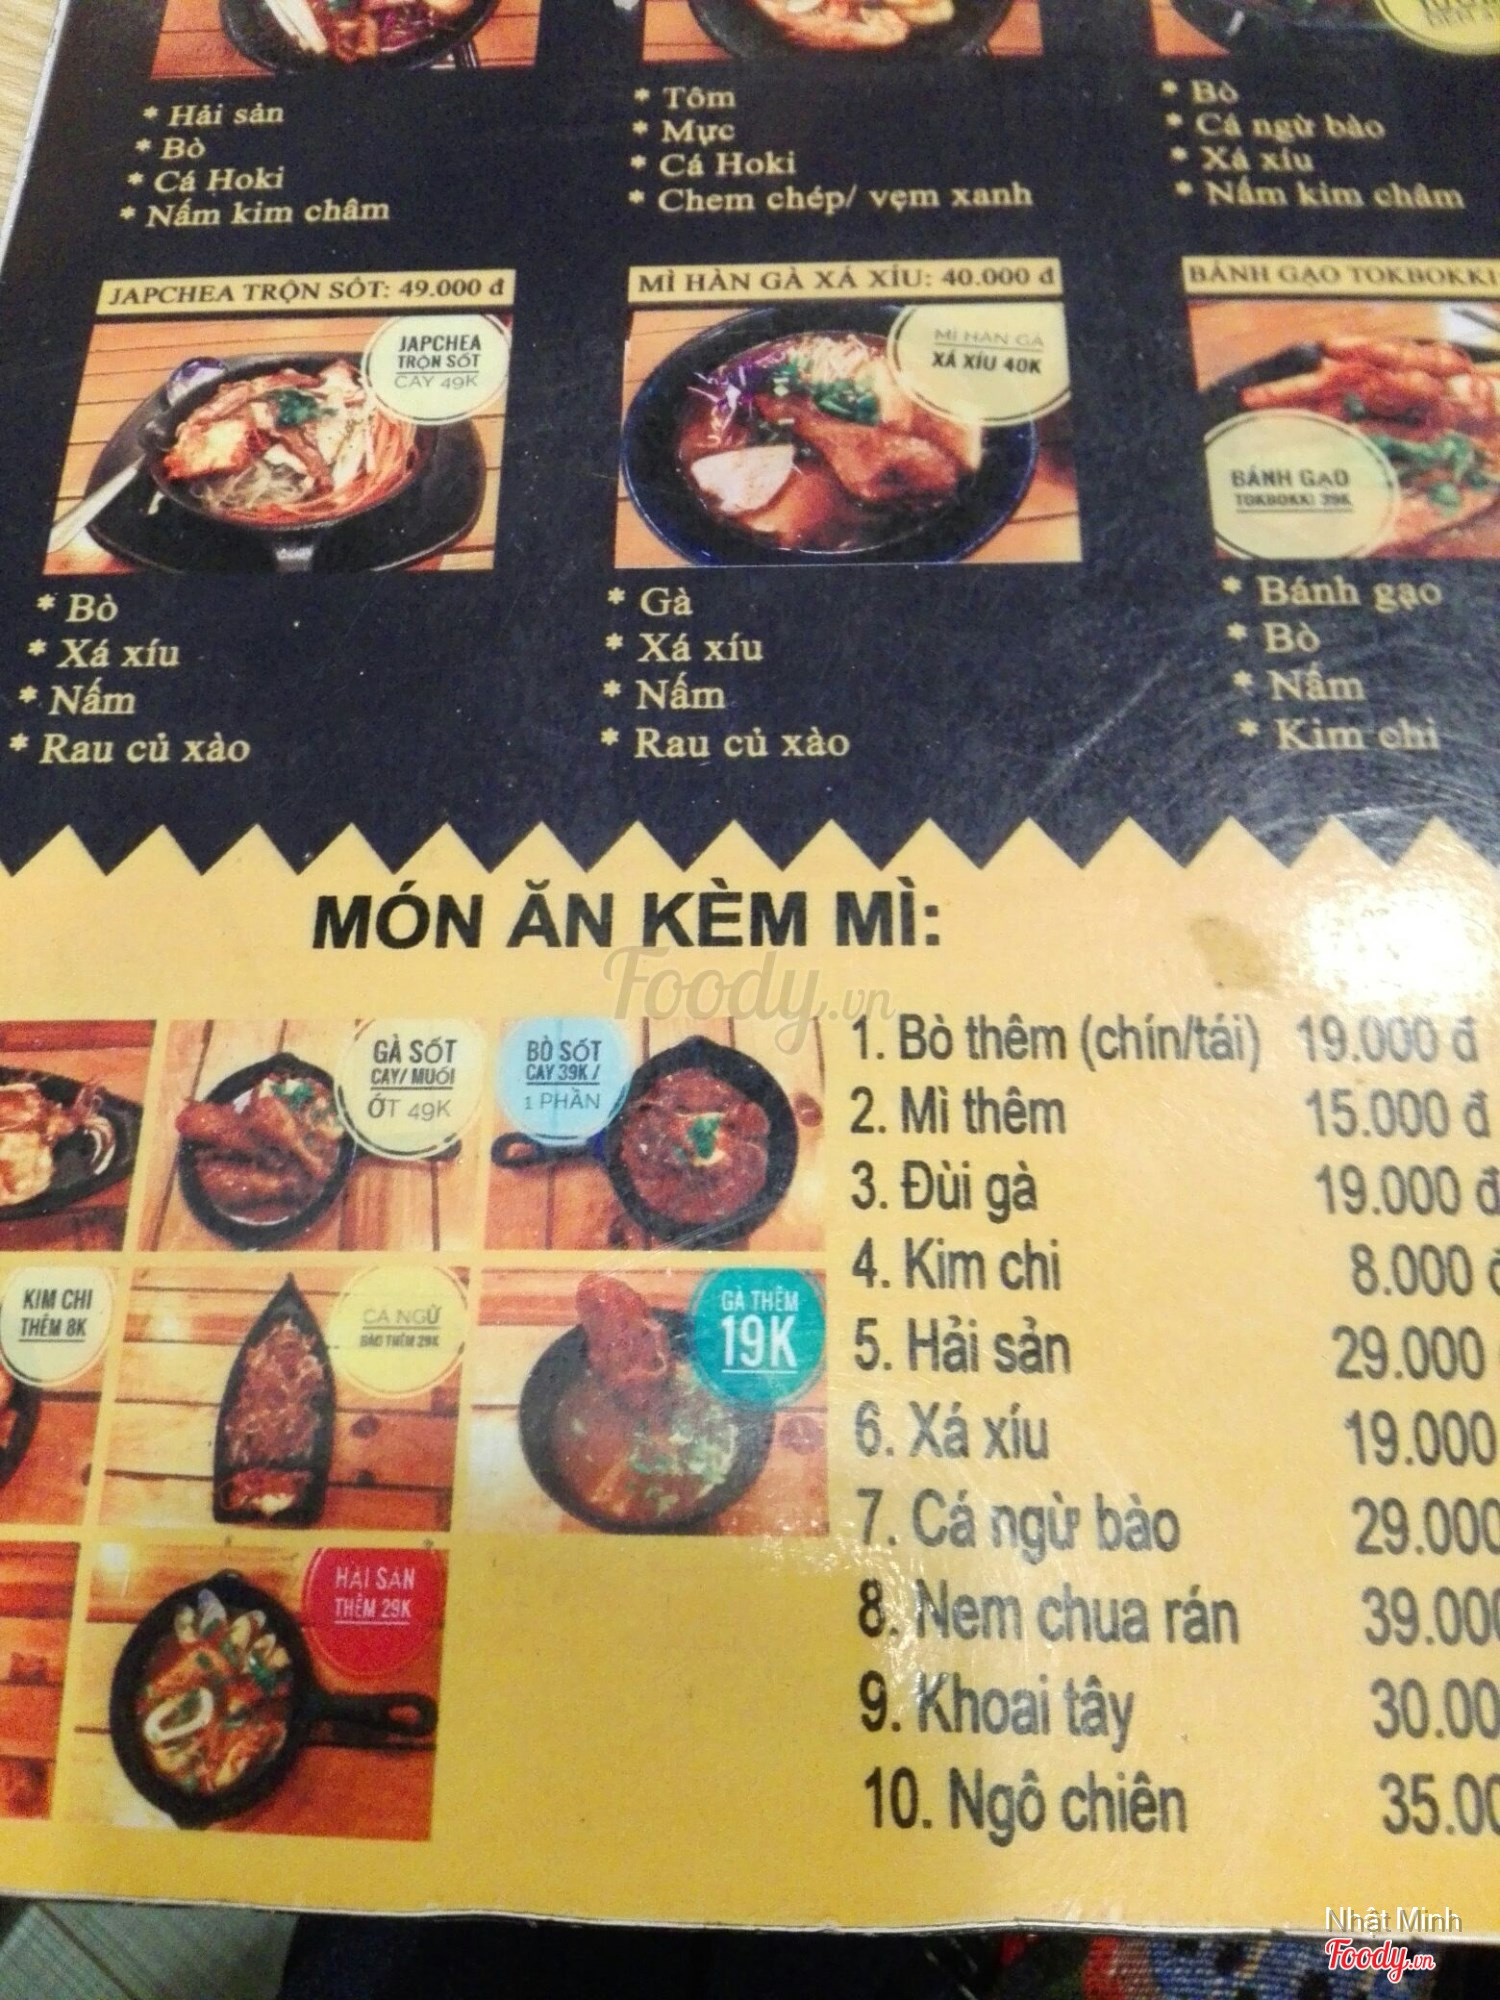 * Hải sản
* Bò
* Cá Hoki
* Nấm kim châm
* Tôm
* Mực
* Cá Hoki
* Chem chép/ vẹm xanh
* Bò
* Cá ngừ bào
* Xá xíu
* Nấm kim châm
JAPCHEA TRỘN SỐT: 49.000 đ
JAPCHEA
TRỘN SỐT
CAY 49K
* Bò
* Xá xíu
* Nấm
* Rau củ xào
MÌ HÀN GÀ XÁ XÍU: 40.000 đ
MÌ HÀN GÀ
XÁ XÍU 40K
* Gà
* Xá xíu
* Nấm
* Rau củ xào
BÁNH GẠO TOKBOKKI
BÁNH GẠO
TOKBOKKI 39K
* Bánh gạo
* Bò
* Nấm
* Kim chi
MÓN ĂN KÈM MÌ:
Foody.vn
GÀ SỐT
CAY/ MUỐI
ỚT 49K
BÒ SỐT
CAY 39K /
1 PHẦN
KIM CHI
THÊM 8K
CÁ NGỪ
BÀO THÊM 29K
GÀ THÊM
19K
HẢI SẢN
THÊM 29K
1. Bò thêm (chín/tái) 19.000 đ
2. Mì thêm 15.000 đ
3. Đùi gà 19.000 đ
4. Kim chi 8.000 đ
5. Hải sản 29.000
6. Xá xíu 19.000
7. Cá ngừ bào 29.000
8. Nem chua rán 39.000
9. Khoai tây 30.00
10. Ngô chiên 35.00
Nhật Minh
Foody.vn